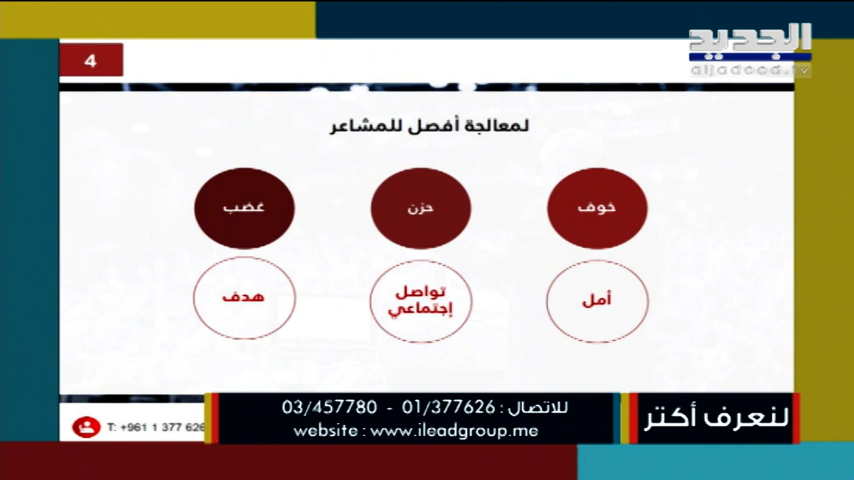 4
الجديد
aljadeed.tv
لمعالجة أفضل للمشاعر
خوف
حزن
غضب
أمل
تواصل
إجتماعي
هدف
T: +961 1 377 626
للاتصال : 01/377626 - 03/457780
website : www.ileadgroup.me
لنعرف أكتر